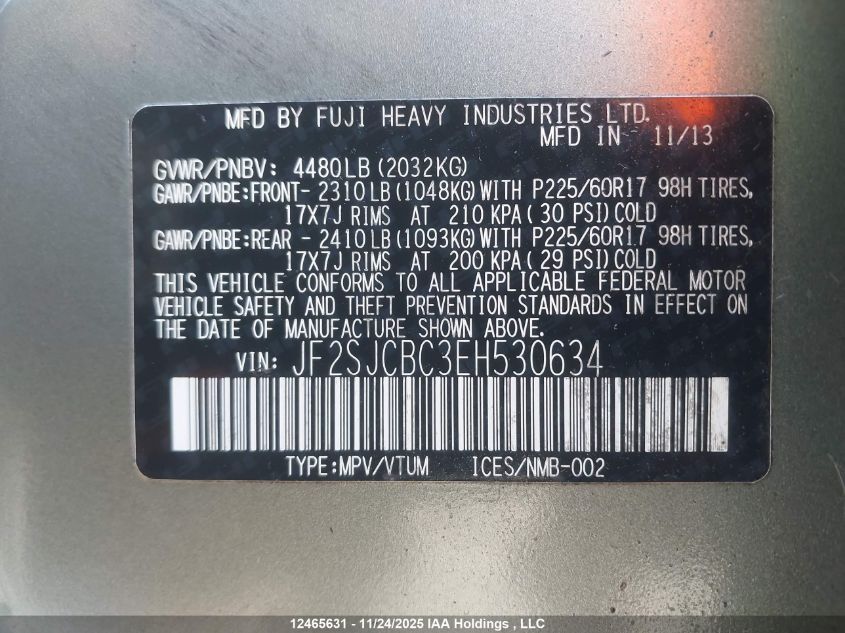 MFD BY FUJI HEAVY INDUSTRIES LTD.
MFD IN 11/13
GVWR/PNBV: 4480LB(2032KG)
GAWR/PNBE:FRONT-2310LB(1048KG)WITH P225/60R17 98H TIRES,
17X7J RIMS AT 210 KPA(30 PSI)COLD
GAWR/PNBE:REAR -2410LB(1093KG)WITH P225/60R17 98H TIRES,
17X7J RIMS AT 200 KPA(29 PSI)COLD
THIS VEHICLE CONFORMS TO ALL APPLICABLE FEDERAL MOTOR
VEHICLE SAFETY AND THEFT PREVENTION STANDARDS IN EFFECT ON
THE DATE OF MANUFACTURE SHOWN ABOVE.
VIN: JF2SJCBC3EH530634
TYPE:MPV/VTUM ICES/NMB-002
12465631 - 11/24/2025 IAA Holdings , LLC